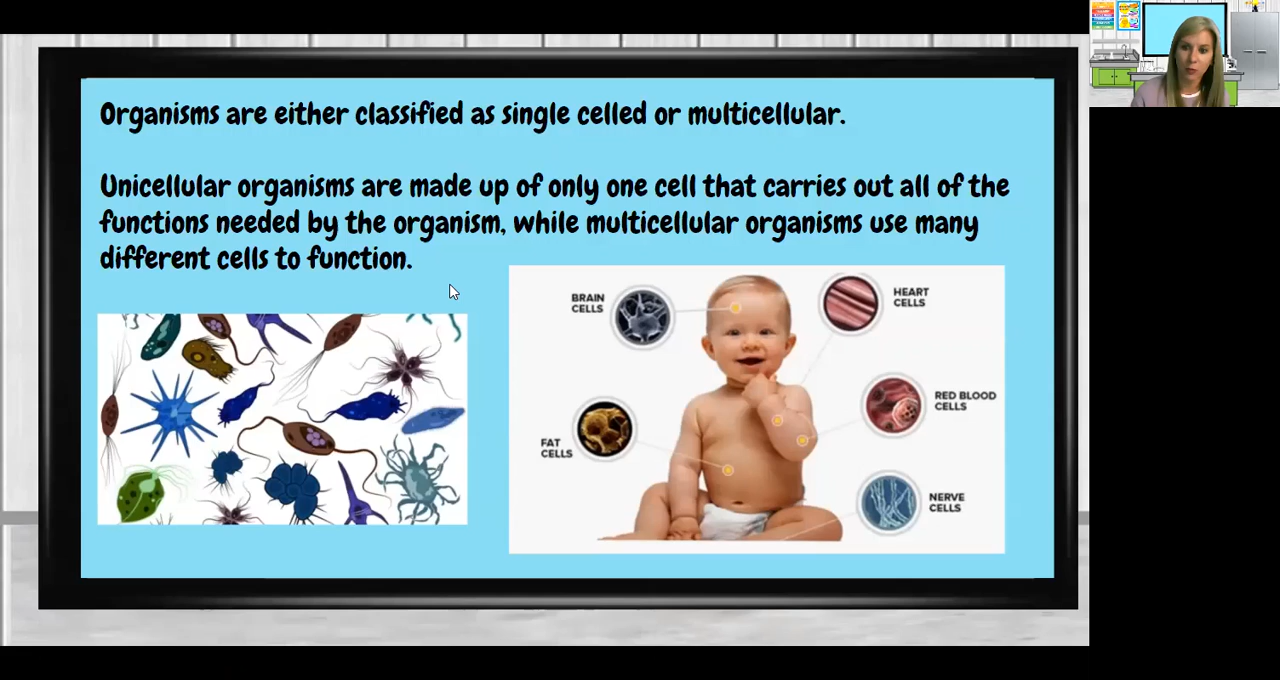 Organisms are either classified as single celled or multicellular.
Unicellular organisms are made up of only one cell that carries out all of the
functions needed by the organism, while multicellular organisms use many
different cells to function.
BRAIN
CELLS
HEART
CELLS
RED BLOOD
CELLS
FAT
CELLS
NERVE
CELLS